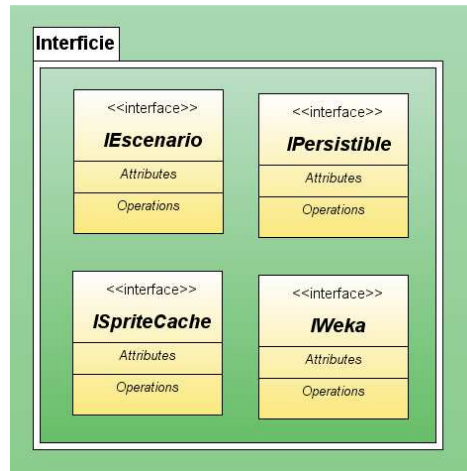 Interficie
<<interface>>
IEscenario
Attributes
Operations
<<interface>>
IPersistible
Attributes
Operations
<<interface>>
ISpriteCache
Attributes
Operations
<<interface>>
IWeka
Attributes
Operations